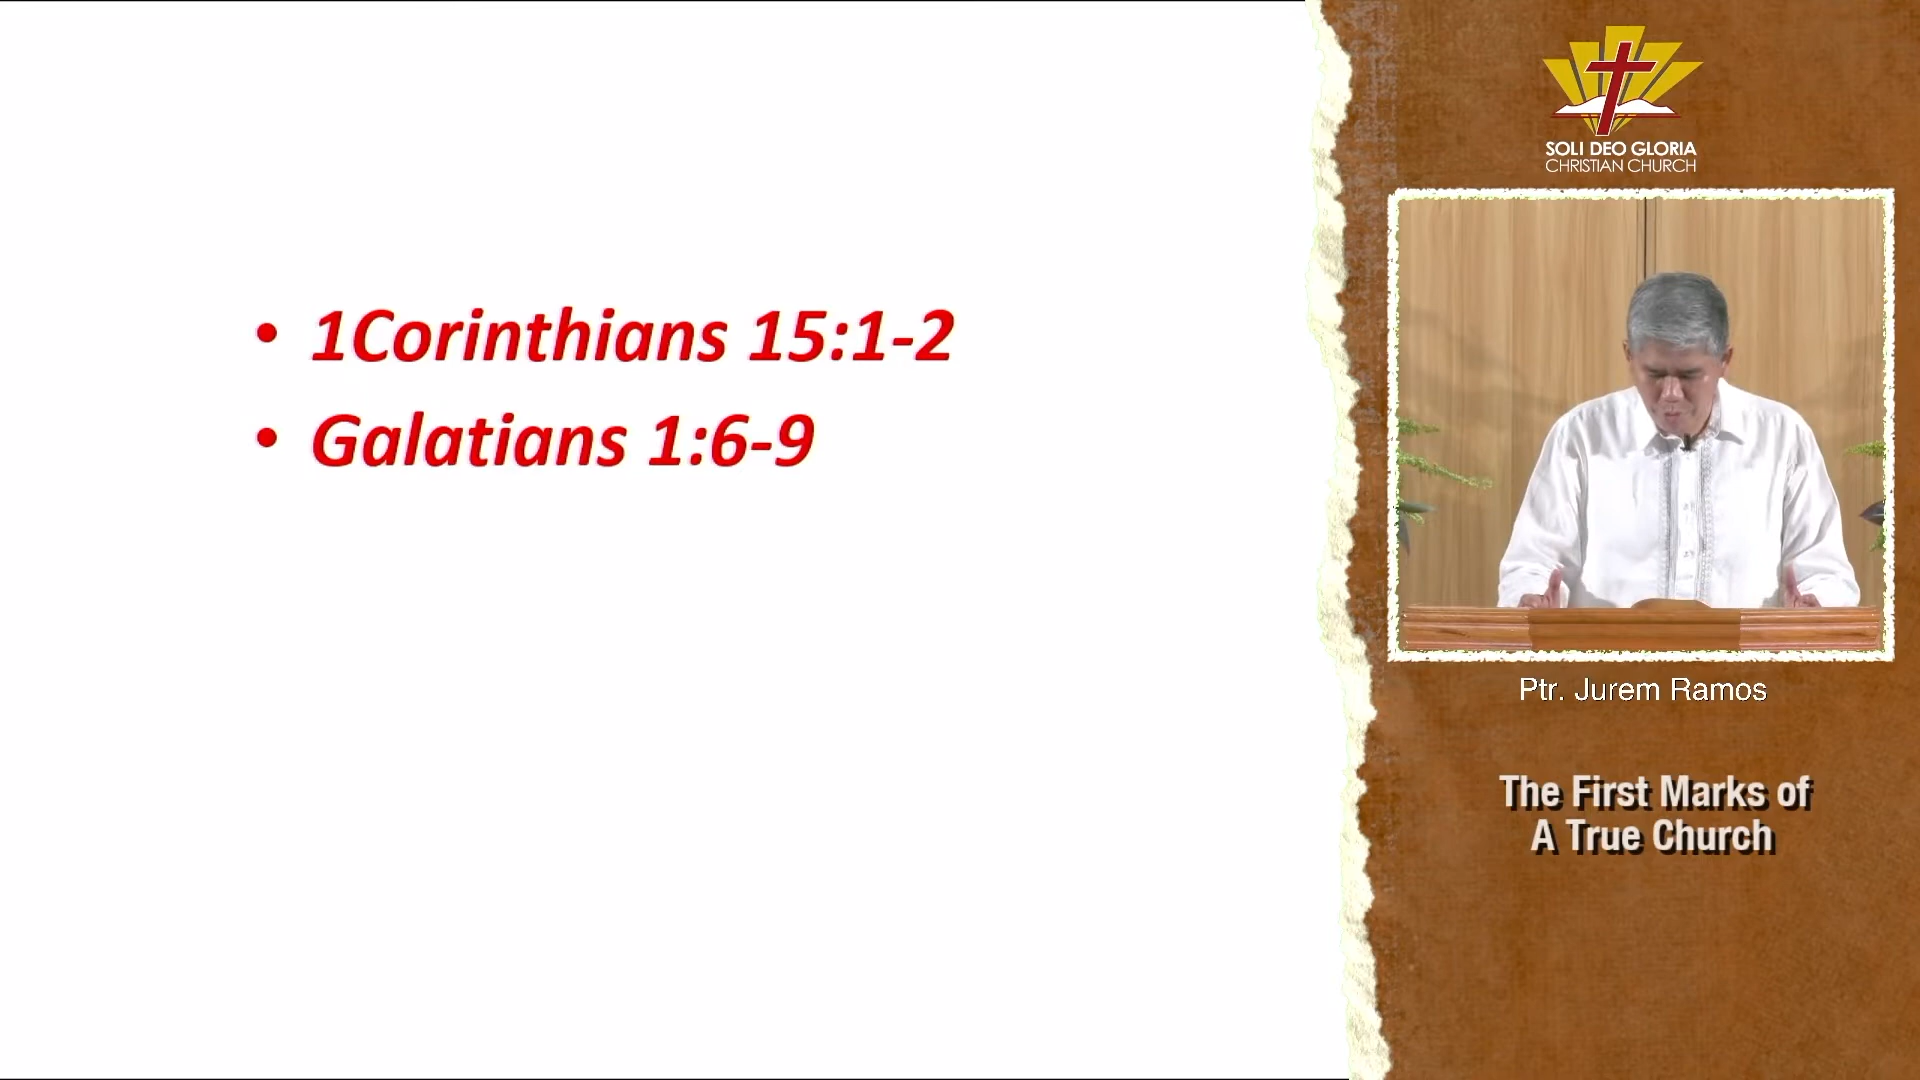 • 1Corinthians 15:1-2
• Galatians 1:6-9
SOLI DEO GLORIA
CHRISTIAN CHURCH
Ptr. Jurem Ramos
The First Marks of
A True Church